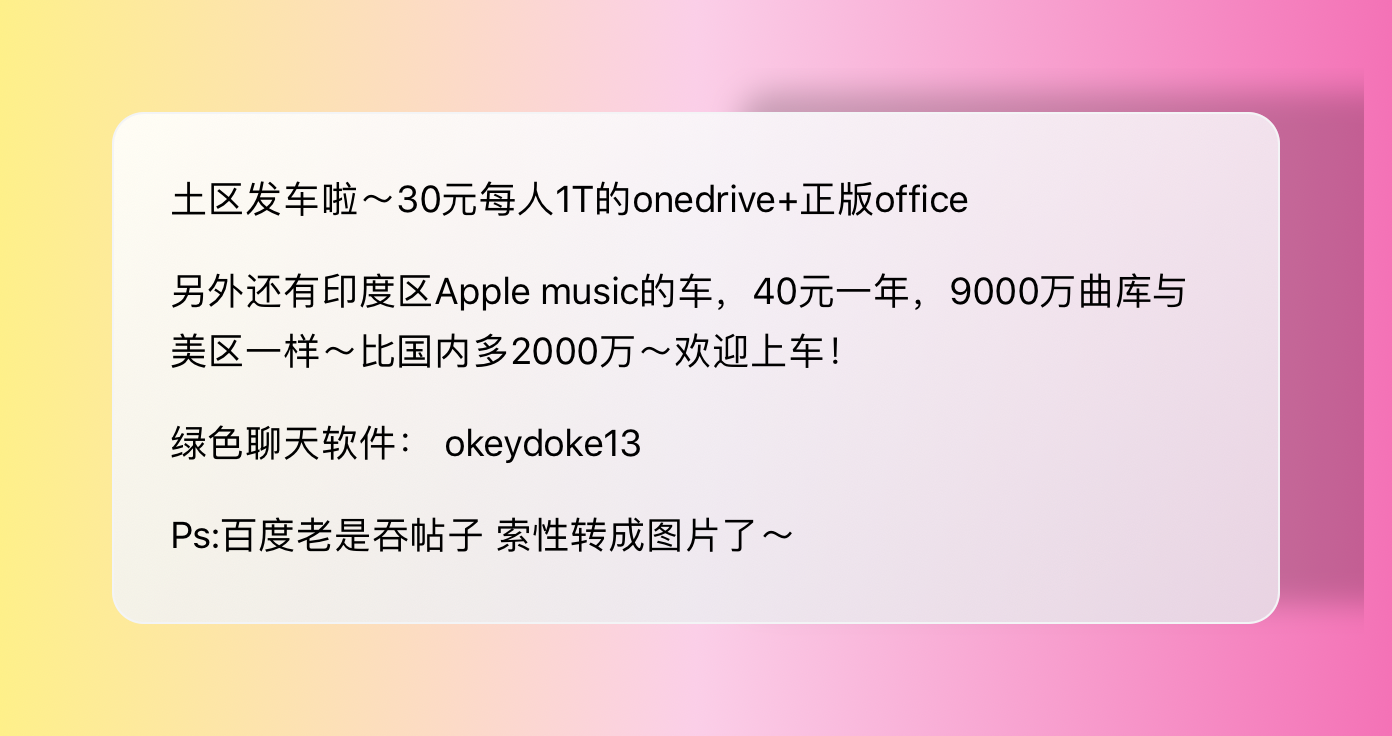 土区发车啦～30元每人1T的onedrive+正版office
另外还有印度区Apple music的车，40元一年，9000万曲库与
美区一样～比国内多2000万～欢迎上车！
绿色聊天软件： okeydoke13
Ps:百度老是吞帖子 索性转成图片了～